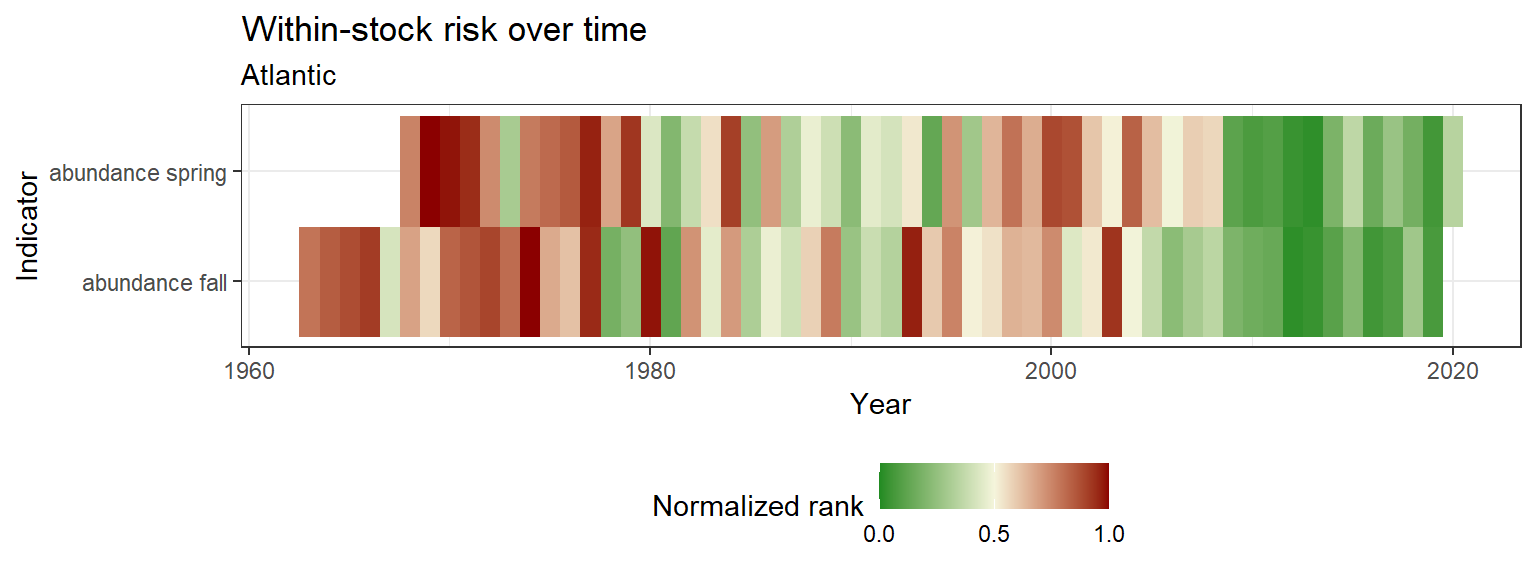 Within-stock risk over time
Atlantic
Indicator
abundance spring
abundance fall
1960 1980 2000 2020
Year
Normalized rank
0.0 0.5 1.0